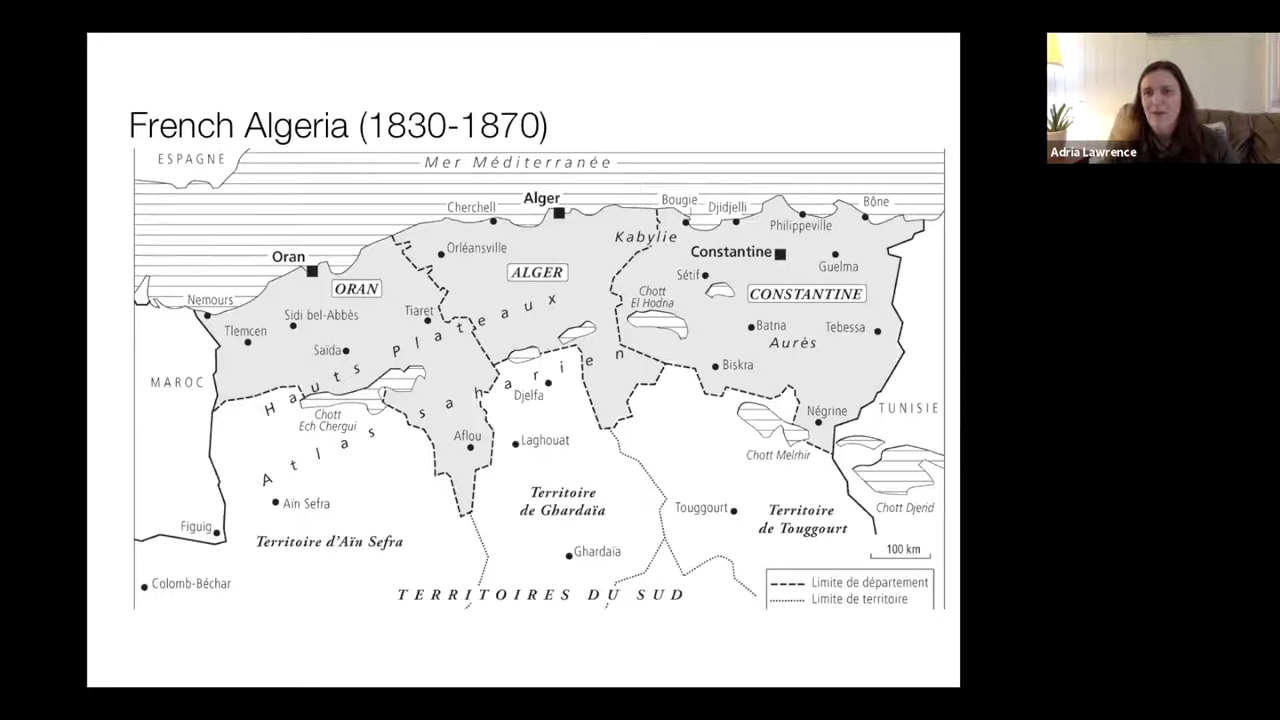 French Algeria (1830-1870)
Adria Lawrence
ESPAGNE
Mer Méditerranée
Cherchell
Alger
Bougie
Djidjelli
Bône
Philippeville
Kabylie
Constantine
Oran
Orléansville
Guelma
ORAN
ALGER
Sétif
CONSTANTINE
Chott
El Hodna
Nemours
Sidi bel-Abbès
Tiaret
Tlemcen
Batna
Tebessa
Saïda
Aurès
Hauts Plateaux
Biskra
MAROC
Djelfa
Chott
Ech Chergui
Négrine
TUNISIE
Atlas saharien
Aflou
Laghouat
Chott Melrhir
Aïn Sefra
Territoire
de Ghardaïa
Touggourt
Territoire
de Touggourt
Chott Djerid
Figuig
Territoire d'Aïn Sefra
Ghardaïa
100 km
Colomb-Béchar
TERRITOIRES DU SUD
Limite de département
Limite de territoire